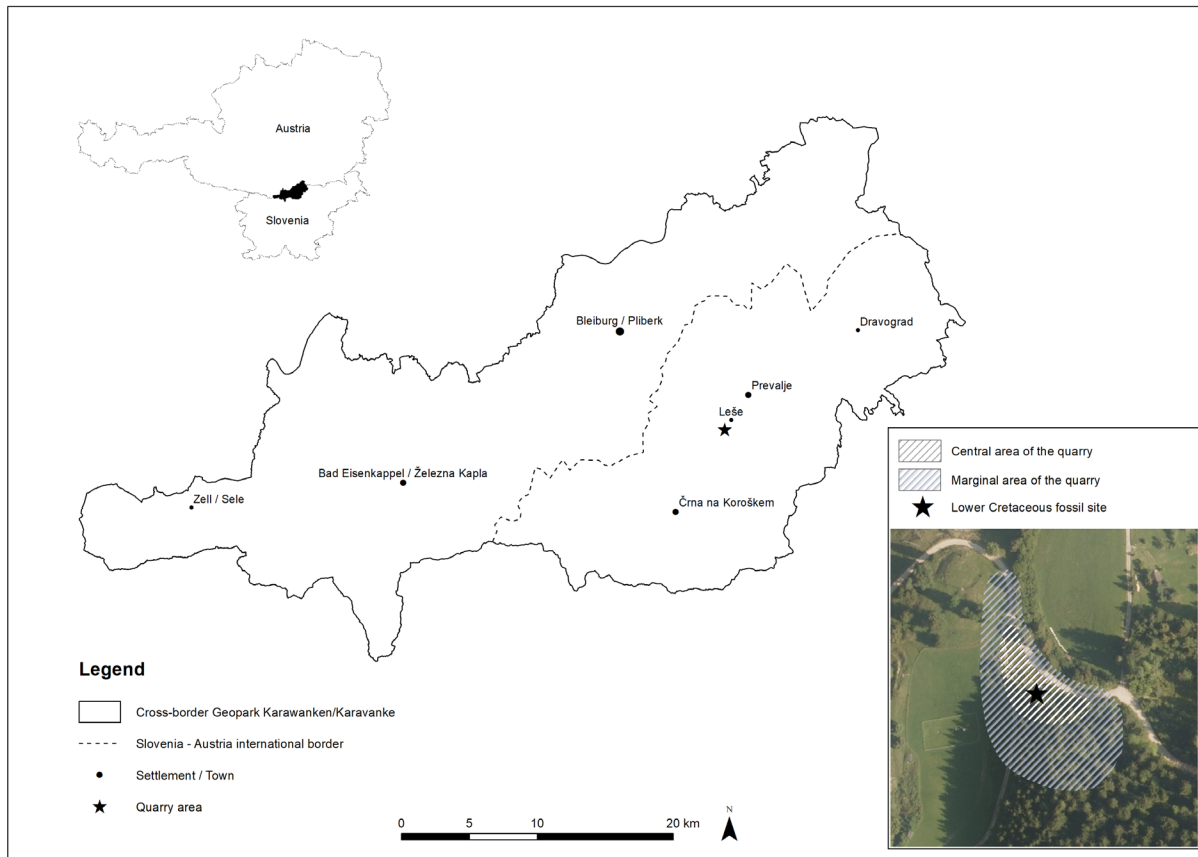 Austria
Slovenia
Bleiburg / Pliberk
Dravograd
Prevalje
Leše
Bad Eisenkappel / Železna Kapla
Zell / Sele
Črna na Koroškem
Central area of the quarry
Marginal area of the quarry
Lower Cretaceous fossil site
Legend
Cross-border Geopark Karawanken/Karavanke
Slovenia - Austria international border
Settlement / Town
Quarry area
0 5 10 20 km
N